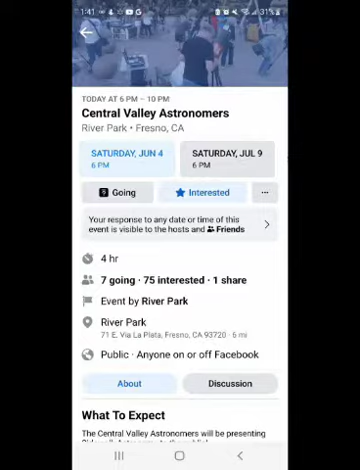 1:41
31%
TODAY AT 6 PM – 10 PM
Central Valley Astronomers
River Park • Fresno, CA
SATURDAY, JUN 4
6 PM
SATURDAY, JUL 9
6 PM
Going
Interested
...
Your response to any date or time of this
event is visible to the hosts and Friends
4 hr
7 going · 75 interested · 1 share
Event by River Park
River Park
71 E. Via La Plata, Fresno, CA 93720 · 6 mi
Public · Anyone on or off Facebook
About
Discussion
What To Expect
The Central Valley Astronomers will be presenting